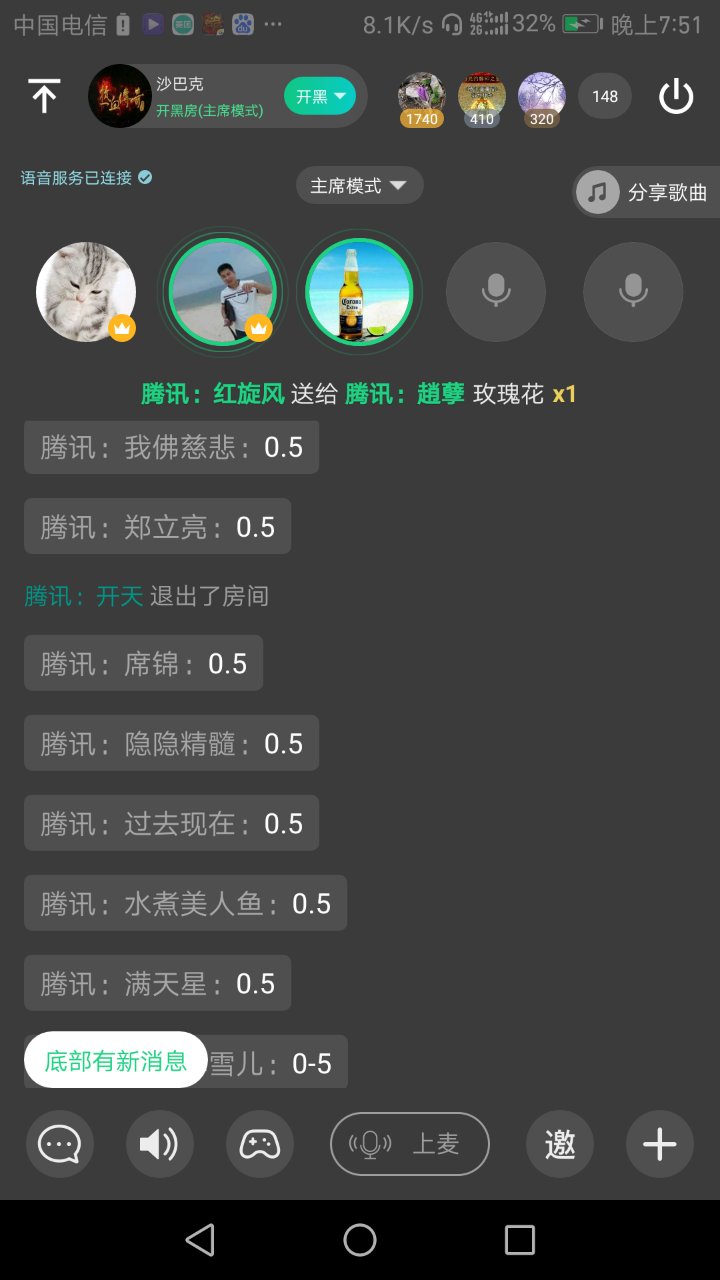 中国电信 8.1K/s 4G 2G 32% 晚上7:51
沙巴克
开黑房(主席模式)
开黑
1740 410 320 148
语音服务已连接
主席模式
分享歌曲
腾讯：红旋风 送给 腾讯：趙孽 玫瑰花 x1
腾讯：我佛慈悲：0.5
腾讯：郑立亮：0.5
腾讯：开天 退出了房间
腾讯：席锦：0.5
腾讯：隐隐精髓：0.5
腾讯：过去现在：0.5
腾讯：水煮美人鱼：0.5
腾讯：满天星：0.5
底部有新消息 雪儿：0-5
上麦 邀